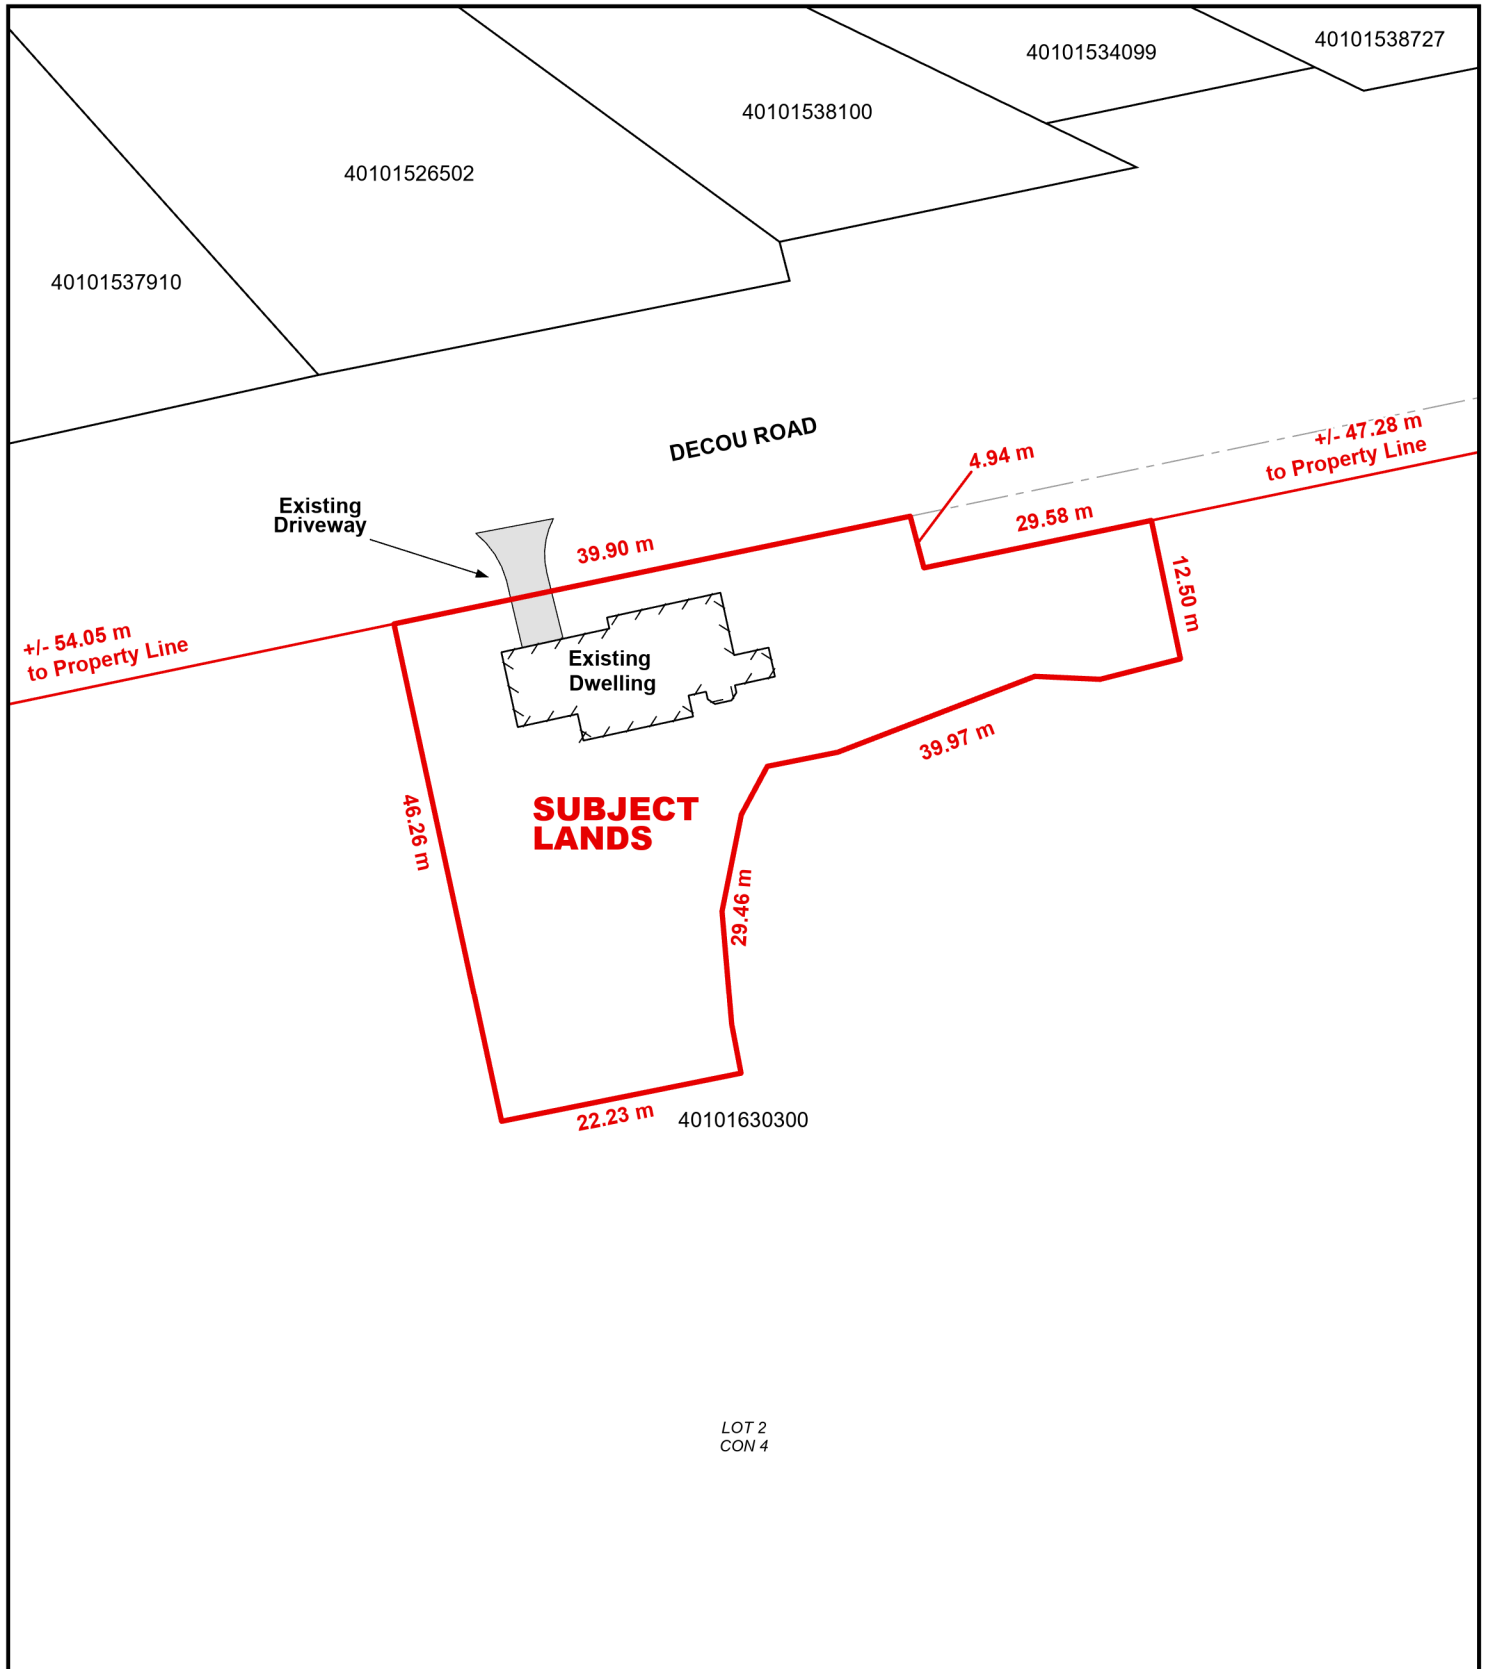 40101538727
40101534099
40101538100
40101526502
40101537910
DECOU ROAD
+/- 47.28 m
to Property Line
4.94 m
29.58 m
Existing
Driveway
39.90 m
12.50 m
+/- 54.05 m
to Property Line
Existing
Dwelling
39.97 m
SUBJECT
LANDS
46.26 m
29.46 m
22.23 m
40101630300
LOT 2
CON 4